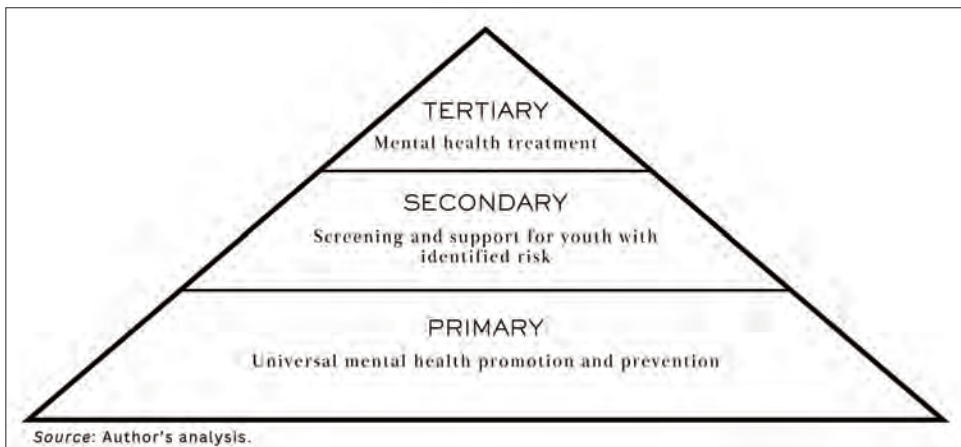 TERTIARY
Mental health treatment
SECONDARY
Screening and support for youth with
identified risk
PRIMARY
Universal mental health promotion and prevention
Source: Author's analysis.